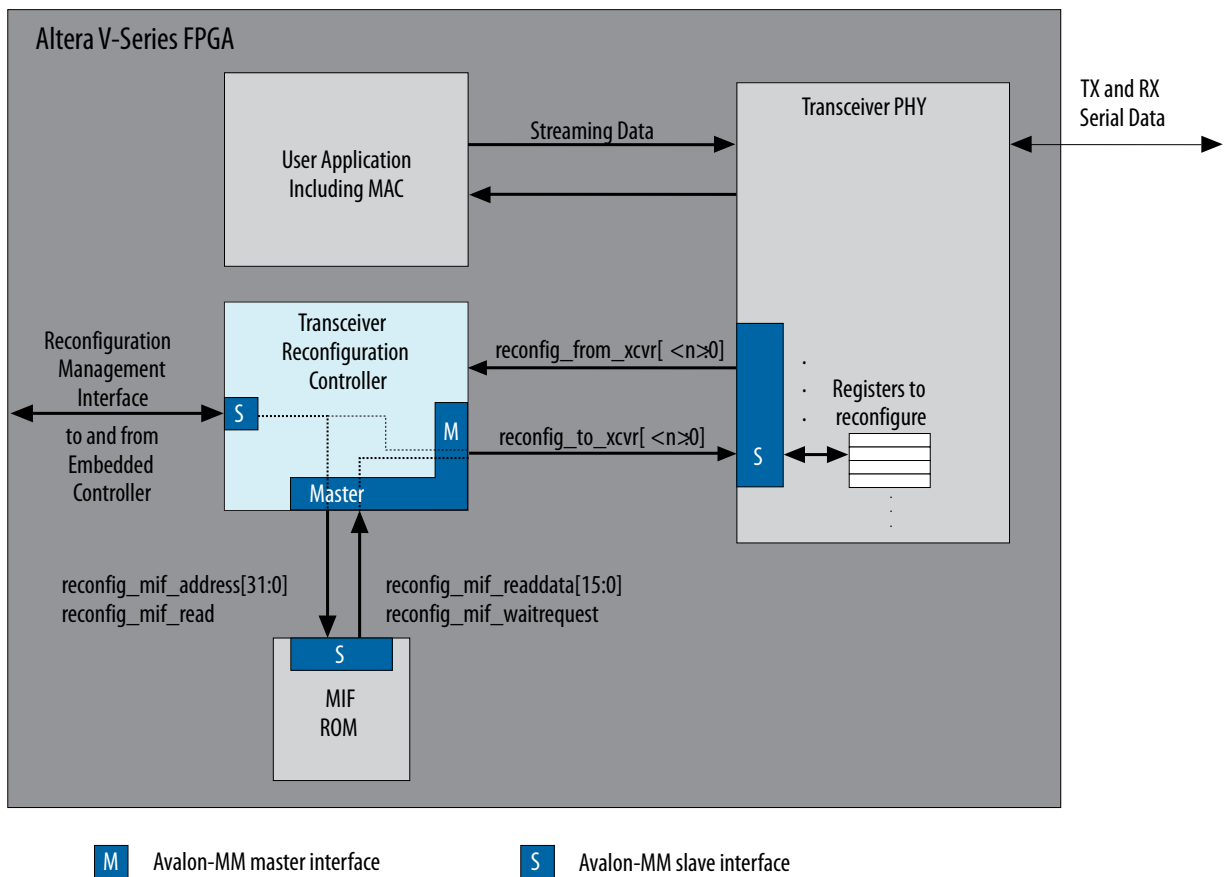 Altera V-Series FPGA
User Application
Including MAC
Streaming Data
Transceiver PHY
TX and RX
Serial Data
Reconfiguration
Management
Interface
to and from
Embedded
Controller
Transceiver
Reconfiguration
Controller
S
M
Master
reconfig_from_xcvr[ <n>:0]
reconfig_to_xcvr[ <n>:0]
S
Registers to
reconfigure
reconfig_mif_address[31:0]
reconfig_mif_read
reconfig_mif_readdata[15:0]
reconfig_mif_waitrequest
S
MIF
ROM
M Avalon-MM master interface
S Avalon-MM slave interface